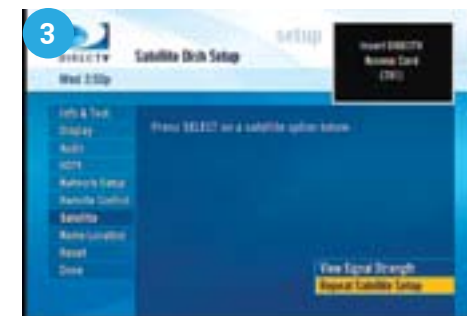 3
DIRECTV
setup
Satellite Dish Setup
Insert DIRECTV
Access Card
(701)
Wed 3:50p
Info & Test
Display
Audio
HDTV
Network Setup
Remote Control
Satellite
Name Location
Reset
Done
Press SELECT on a satellite option below.
View Signal Strength
Repeat Satellite Setup